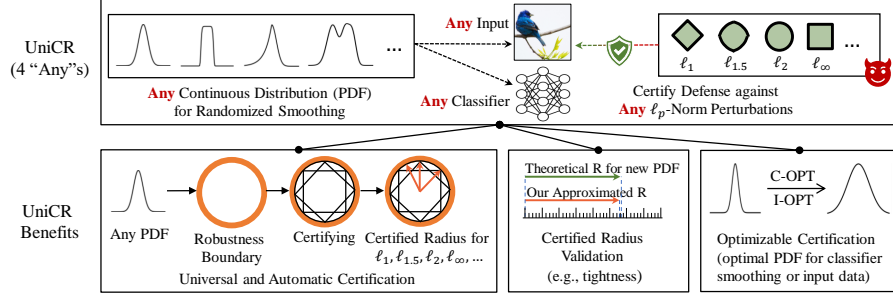 UniCR
(4 “Any”s)
...
Any Continuous Distribution (PDF)
for Randomized Smoothing
Any Input
Any Classifier
ℓ1 ℓ1.5 ℓ2 ℓ∞ ...
Certify Defense against
Any ℓp-Norm Perturbations
UniCR
Benefits
Any PDF
Robustness
Boundary
Certifying
Certified Radius for
ℓ1, ℓ1.5, ℓ2, ℓ∞, ...
Universal and Automatic Certification
Theoretical R for new PDF
Our Approximated R
Certified Radius
Validation
(e.g., tightness)
C-OPT
I-OPT
Optimizable Certification
(optimal PDF for classifier
smoothing or input data)